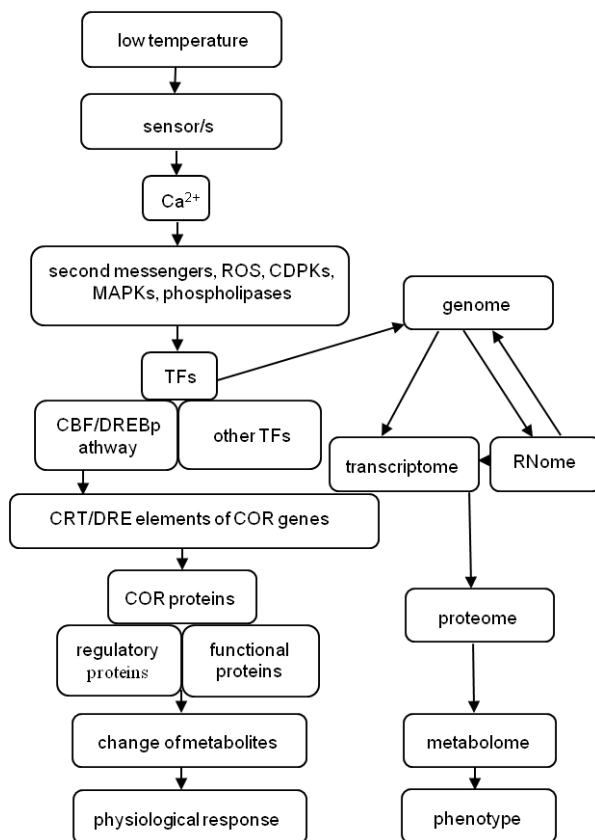 low temperature
sensor/s
Ca²⁺
second messengers, ROS, CDPKs,
MAPKs, phospholipases
genome
TFs
CBF/DREBp
athway
other TFs
transcriptome
RNome
CRT/DRE elements of COR genes
COR proteins
proteome
regulatory
proteins
functional
proteins
change of metabolites
metabolome
physiological response
phenotype